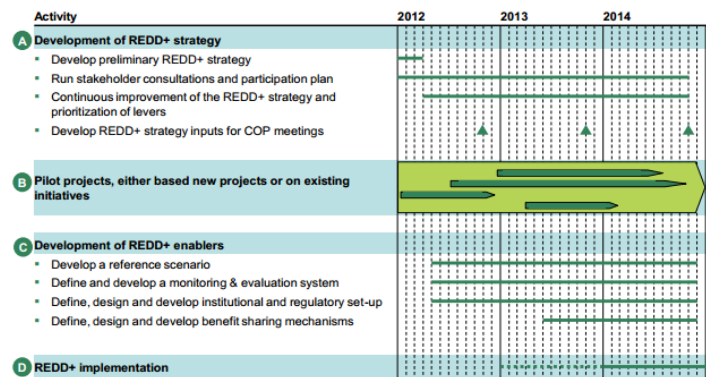 Activity 2012 2013 2014
A Development of REDD+ strategy
▪ Develop preliminary REDD+ strategy
▪ Run stakeholder consultations and participation plan
▪ Continuous improvement of the REDD+ strategy and
prioritization of levers
▪ Develop REDD+ strategy inputs for COP meetings
B Pilot projects, either based new projects or on existing
initiatives
C Development of REDD+ enablers
▪ Develop a reference scenario
▪ Define and develop a monitoring & evaluation system
▪ Define, design and develop institutional and regulatory set-up
▪ Define, design and develop benefit sharing mechanisms
D REDD+ implementation